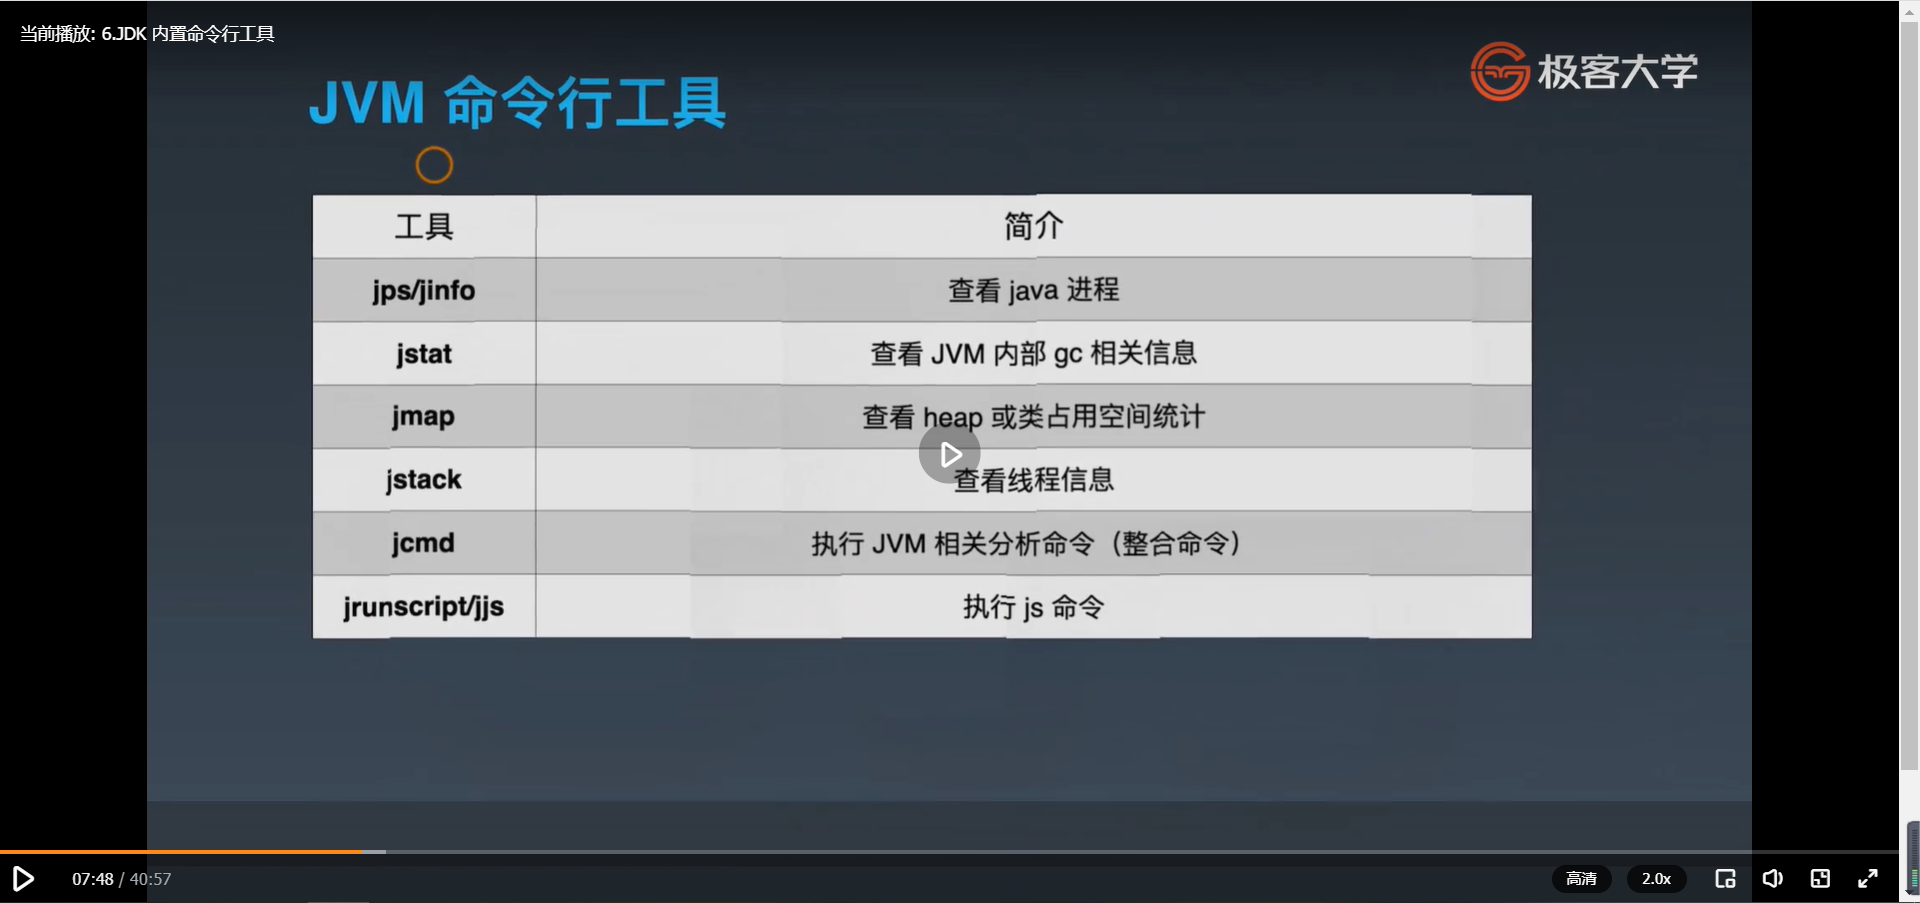 当前播放: 6.JDK 内置命令行工具
极客大学
JVM 命令行工具
工具 简介
jps/jinfo 查看 java 进程
jstat 查看 JVM 内部 gc 相关信息
jmap 查看 heap 或类占用空间统计
jstack 查看线程信息
jcmd 执行 JVM 相关分析命令（整合命令）
jrunscript/jjs 执行 js 命令
07:48 / 40:57 高清 2.0x